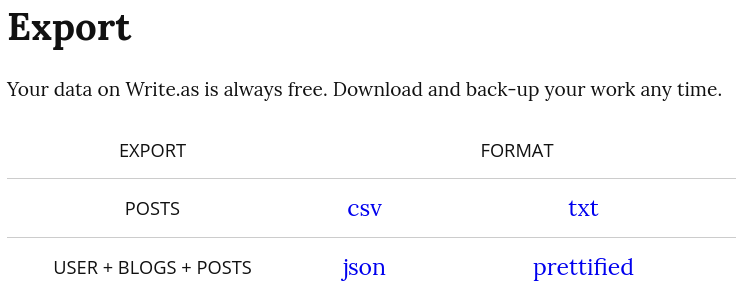 Export
Your data on Write.as is always free. Download and back-up your work any time.
EXPORT FORMAT
POSTS csv txt
USER + BLOGS + POSTS json prettified